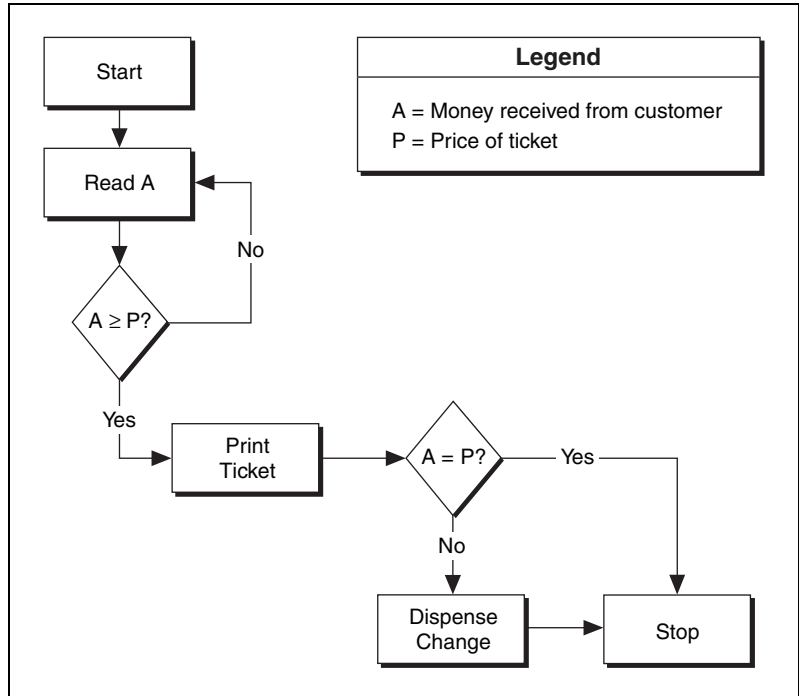 Start
Legend
A = Money received from customer
P = Price of ticket
Read A
No
A ≥ P?
Yes
Print
Ticket
A = P?
Yes
No
Dispense
Change
Stop